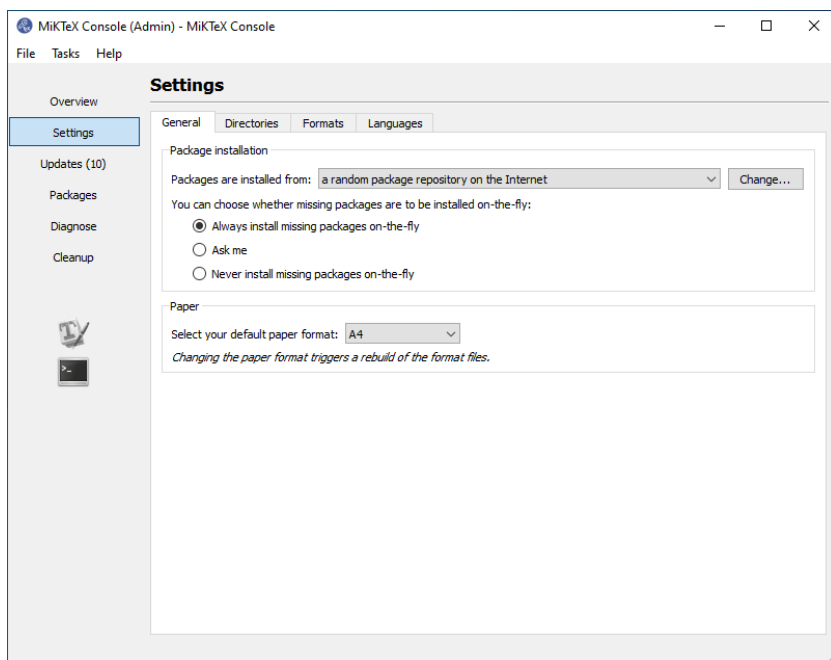 MiKTeX Console (Admin) - MiKTeX Console
File Tasks Help
Settings
Overview
Settings
Updates (10)
Packages
Diagnose
Cleanup
General Directories Formats Languages
Package installation
Packages are installed from: a random package repository on the Internet Change...
You can choose whether missing packages are to be installed on-the-fly:
Always install missing packages on-the-fly
Ask me
Never install missing packages on-the-fly
Paper
Select your default paper format: A4
Changing the paper format triggers a rebuild of the format files.